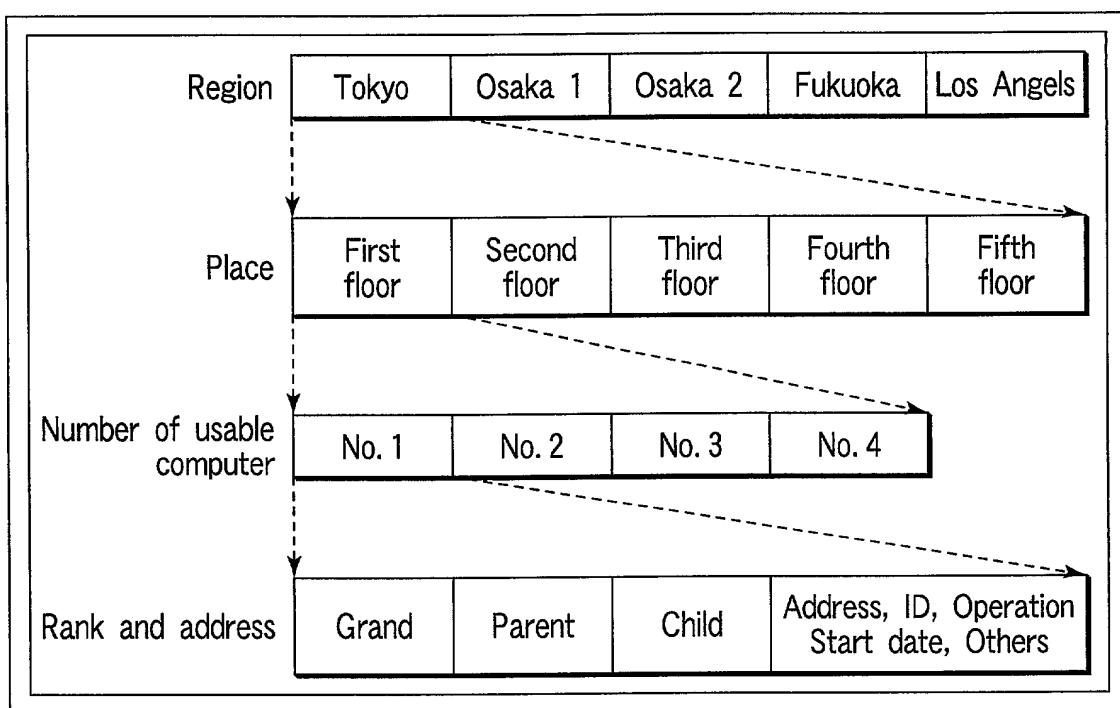 Region
Tokyo
Osaka 1
Osaka 2
Fukuoka
Los Angels
Place
First
floor
Second
floor
Third
floor
Fourth
floor
Fifth
floor
Number of usable
computer
No. 1
No. 2
No. 3
No. 4
Rank and address
Grand
Parent
Child
Address, ID, Operation
Start date, Others